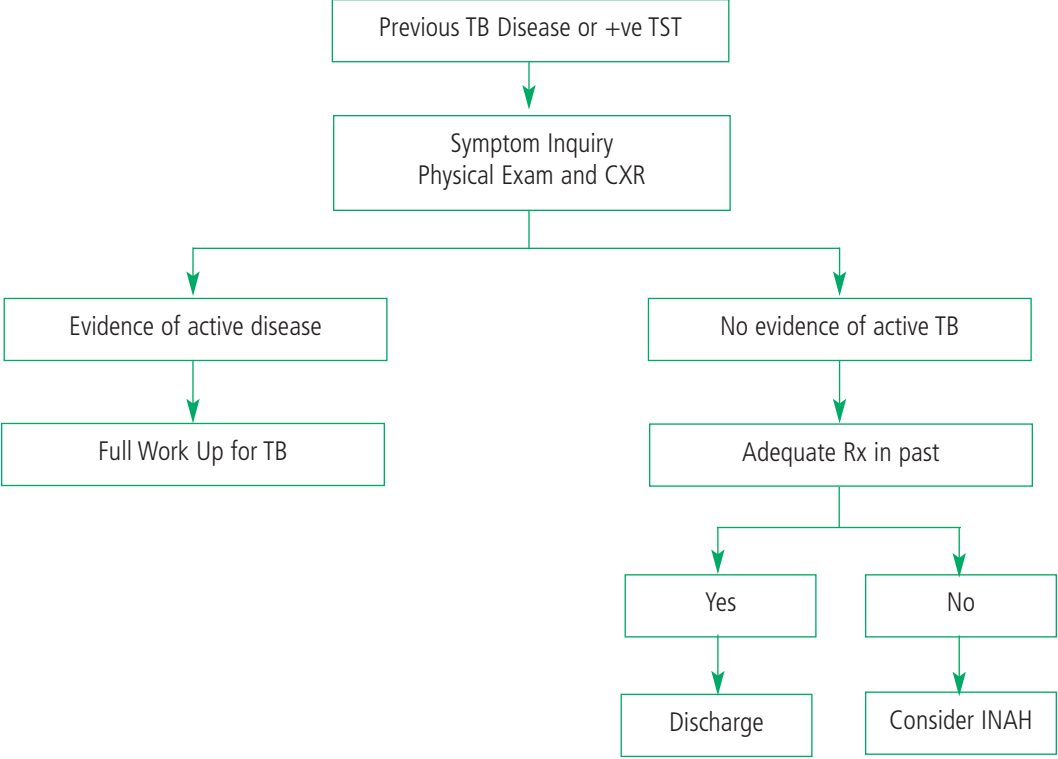 Previous TB Disease or +ve TST
Symptom Inquiry
Physical Exam and CXR
Evidence of active disease
No evidence of active TB
Full Work Up for TB
Adequate Rx in past
Yes
No
Discharge
Consider INAH